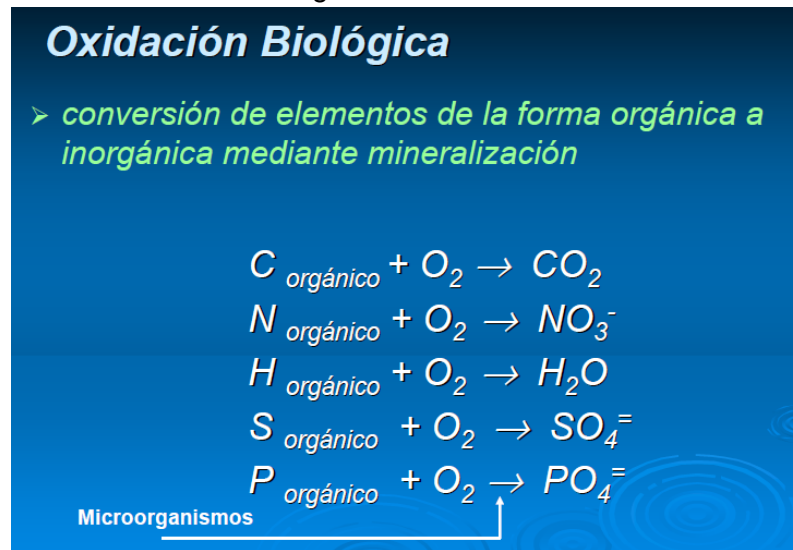 Oxidación Biológica
➢ conversión de elementos de la forma orgánica a
inorgánica mediante mineralización
C orgánico + O₂ → CO₂
N orgánico + O₂ → NO₃⁻
H orgánico + O₂ → H₂O
S orgánico + O₂ → SO₄⁼
P orgánico + O₂ → PO₄⁼
Microorganismos